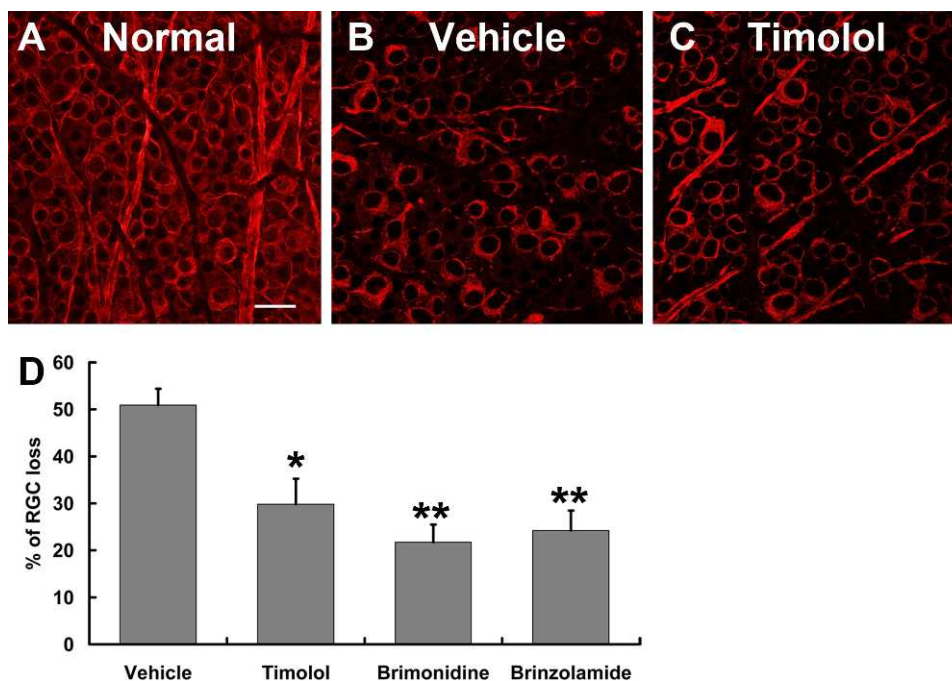 A Normal
B Vehicle
C Timolol
D
60
50
40
30
20
10
0
% of RGC loss
*
**
**
Vehicle
Timolol
Brimonidine
Brinzolamide